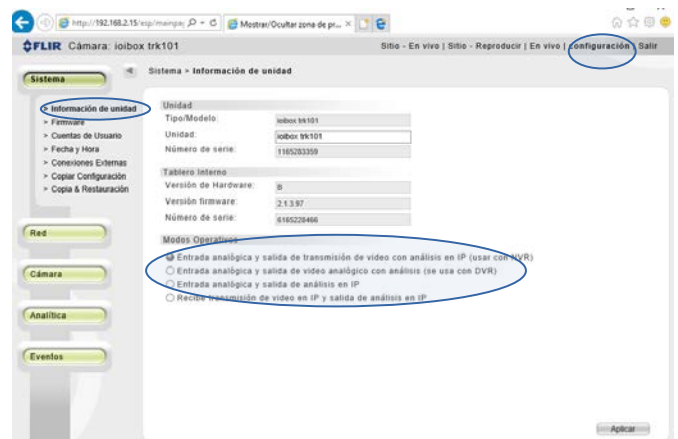 http://192.168.2.15/esp/mainpag
Mostrar/Ocultar zona de pr...
FLIR Cámara: ioibox trk101
Sitio - En vivo | Sitio - Reproducir | En vivo | configuración | Salir
Sistema
Sistema > Información de unidad
> Información de unidad
> Firmware
> Cuentas de Usuario
> Fecha y Hora
> Conexiones Externas
> Copiar Configuración
> Copia & Restauración
Red
Cámara
Analítica
Eventos
Unidad
Tipo/Modelo: ioibox trk101
Unidad: ioibox trk101
Número de serie: 1165283359
Tablero Interno
Versión de Hardware: B
Versión firmware: 2.1.3.97
Número de serie: 6165228466
Modos Operativos
Entrada analógica y salida de transmisión de video con análisis en IP (usar con NVR)
Entrada analógica y salida de video analógico con análisis (se usa con DVR)
Entrada analógica y salida de análisis en IP
Recibe transmisión de video en IP y salida de análisis en IP
Aplicar